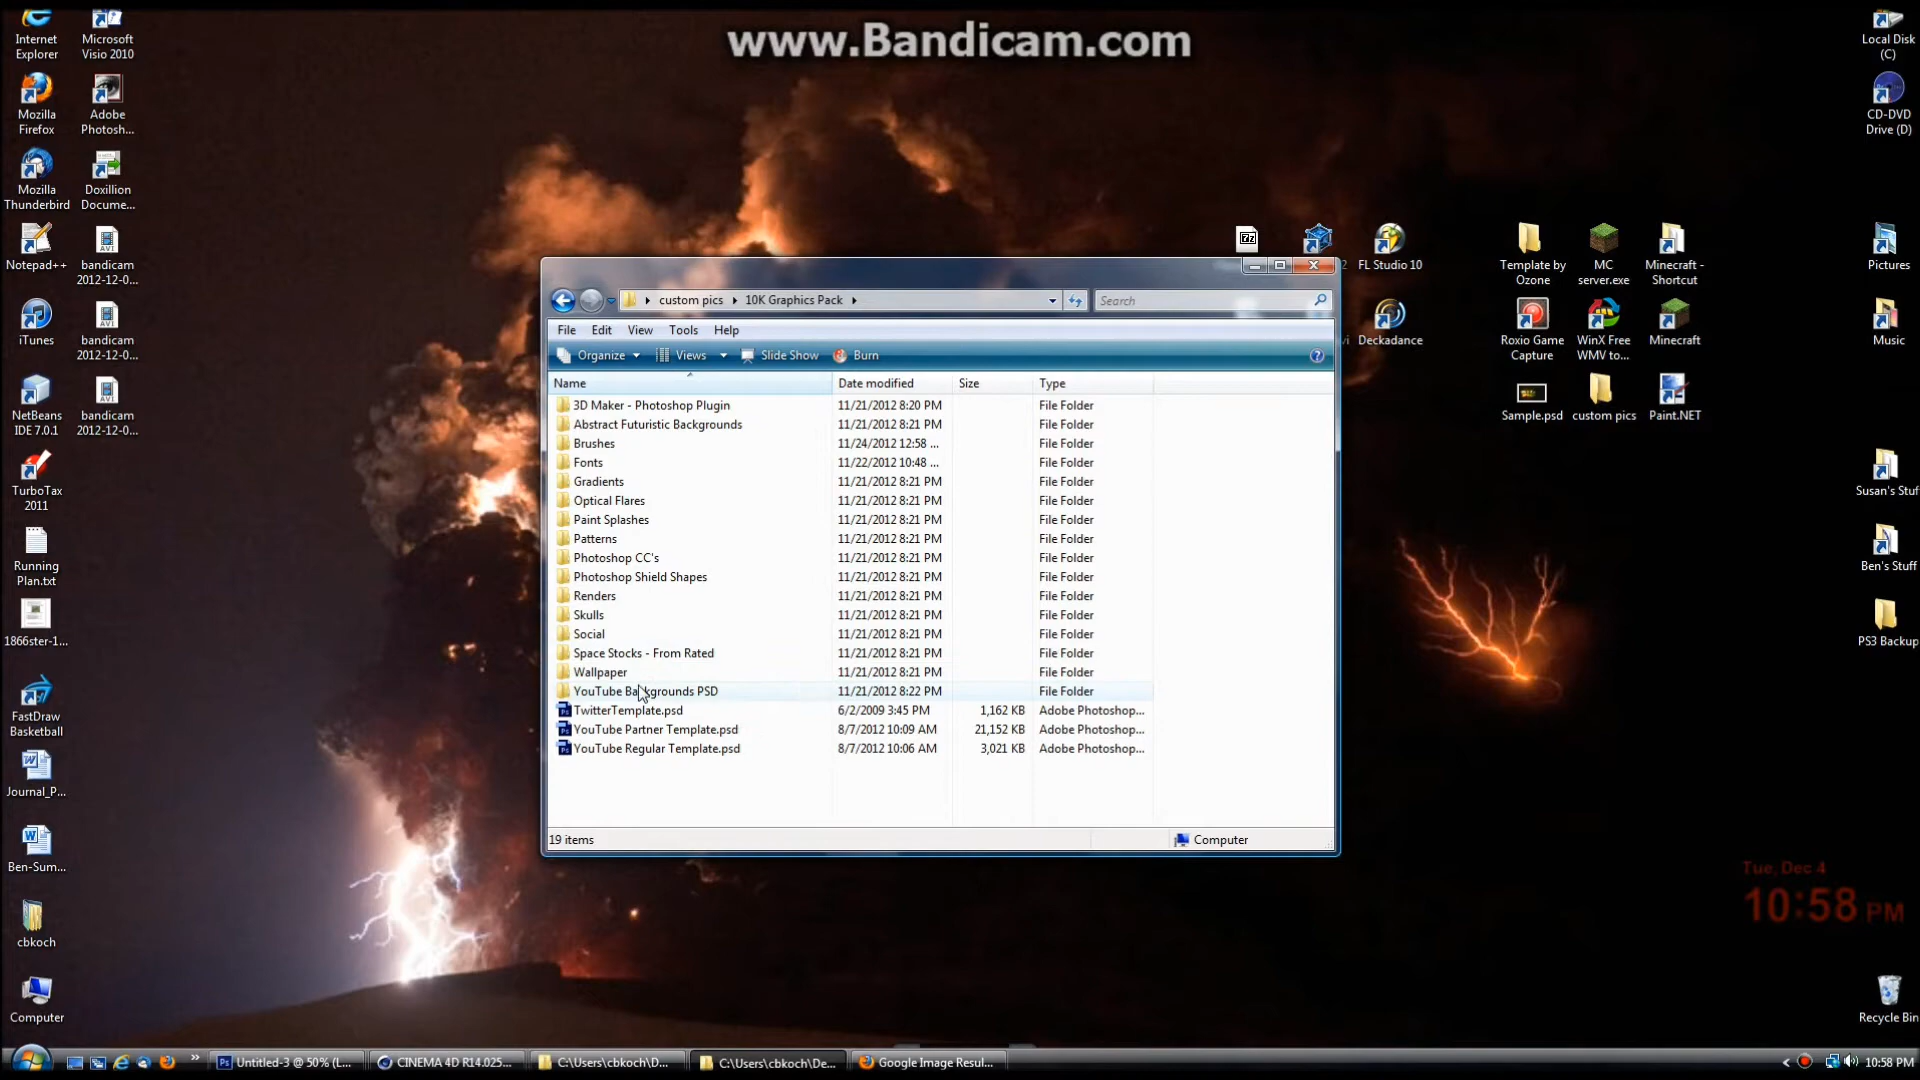 www.Bandicam.com
Internet
Explorer
Microsoft
Visio 2010
Mozilla
Firefox
Adobe
Photosh...
Mozilla
Thunderbird
Doxillion
Docume...
Notepad++
bandicam
2012-12-0...
iTunes
bandicam
2012-12-0...
NetBeans
IDE 7.0.1
bandicam
2012-12-0...
TurboTax
2011
Running
Plan.txt
1866ster-1...
FastDraw
Basketball
Journal_P...
Ben-Sum...
cbkoch
Computer
custom pics
10K Graphics Pack
Search
File Edit View Tools Help
Organize Views Slide Show Burn
Name Date modified Size Type
3D Maker - Photoshop Plugin 11/21/2012 8:20 PM File Folder
Abstract Futuristic Backgrounds 11/21/2012 8:21 PM File Folder
Brushes 11/24/2012 12:58 ... File Folder
Fonts 11/22/2012 10:48 ... File Folder
Gradients 11/21/2012 8:21 PM File Folder
Optical Flares 11/21/2012 8:21 PM File Folder
Paint Splashes 11/21/2012 8:21 PM File Folder
Patterns 11/21/2012 8:21 PM File Folder
Photoshop CC's 11/21/2012 8:21 PM File Folder
Photoshop Shield Shapes 11/21/2012 8:21 PM File Folder
Renders 11/21/2012 8:21 PM File Folder
Skulls 11/21/2012 8:21 PM File Folder
Social 11/21/2012 8:21 PM File Folder
Space Stocks - From Rated 11/21/2012 8:21 PM File Folder
Wallpaper 11/21/2012 8:21 PM File Folder
YouTube Backgrounds PSD 11/21/2012 8:22 PM File Folder
TwitterTemplate.psd 6/2/2009 3:45 PM 1,162 KB Adobe Photoshop...
YouTube Partner Template.psd 8/7/2012 10:09 AM 21,152 KB Adobe Photoshop...
YouTube Regular Template.psd 8/7/2012 10:06 AM 3,021 KB Adobe Photoshop...
19 items
Computer
7z
FL Studio 10
Deckadance
Template by
Ozone
MC
server.exe
Minecraft -
Shortcut
Roxio Game
Capture
WinX Free
WMV to...
Minecraft
Sample.psd
custom pics
Paint.NET
Local Disk
(C)
CD-DVD
Drive (D)
Pictures
Music
Susan's Stuf
Ben's Stuff
PS3 Backup
Tue, Dec 4
10:58 PM
Recycle Bin
Untitled-3 @ 50% (L...
CINEMA 4D R14.025...
C:\Users\cbkoch\D...
C:\Users\cbkoch\De...
Google Image Resul...
10:58 PM